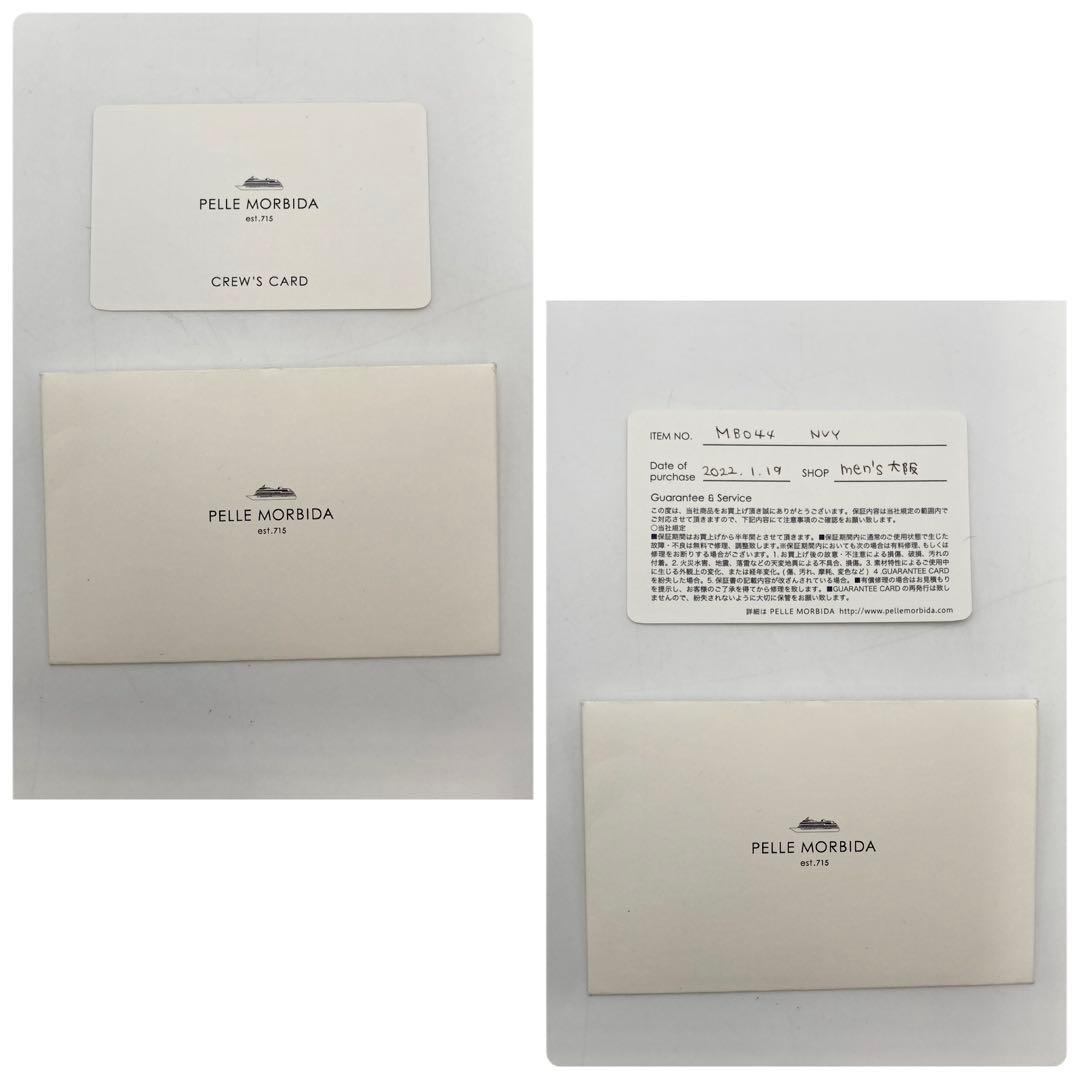 PELLE MORBIDA
est.715
CREW'S CARD
PELLE MORBIDA
est.715
ITEM NO. MB044 NVY
Date of purchase 2022.1.19 SHOP men's大阪
Guarantee & Service
この度は、当社商品をお買上げ頂き誠にありがとうございます。保証内容は当社規定の範囲内で
ご対応させて頂きますので、下記内容にて注意事項のご確認をお願い致します。
○当社規定
■保証期間はお買上げから半年間とさせて頂きます。■保証期間内に通常のご使用状態で生じた
故障・不良は無料で修理、調整致します。※保証期間内においても次の場合は有料修理、もしくは
修理をお断りする場合がございます。1.お買上げ後の故意・不注意による損傷、破損、汚れの
付着。2.火災水害、地震、落雷などの天変地異による不具合、損傷。3.素材特性によるご使用中
に生じる外観上の変化、または経年変化。(傷、汚れ、摩耗、変色など) 4.GUARANTEE CARD
を紛失した場合。5.保証書の記載内容が改ざんされている場合。■有償修理の場合はお見積もり
を提示し、お客様のご了承を得てから修理を致します。■GUARANTEE CARDの再発行は致し
ませんので、紛失されないように大切に保管をお願い致します。
詳細は PELLE MORBIDA http://www.pellemorbida.com
PELLE MORBIDA
est.715